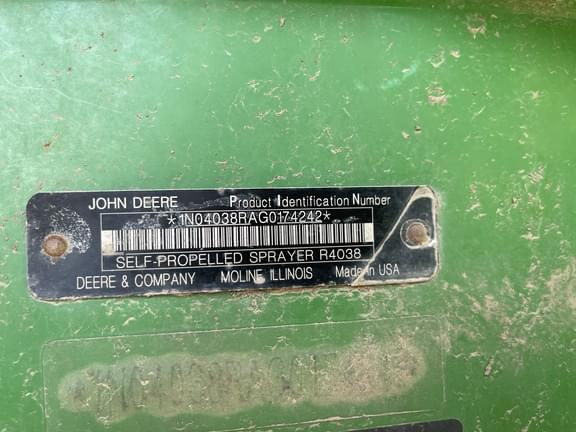 JOHN DEERE Product Identification Number
*1N04038RAG0174242*
SELF-PROPELLED SPRAYER R4038
DEERE & COMPANY MOLINE ILLINOIS Made in USA